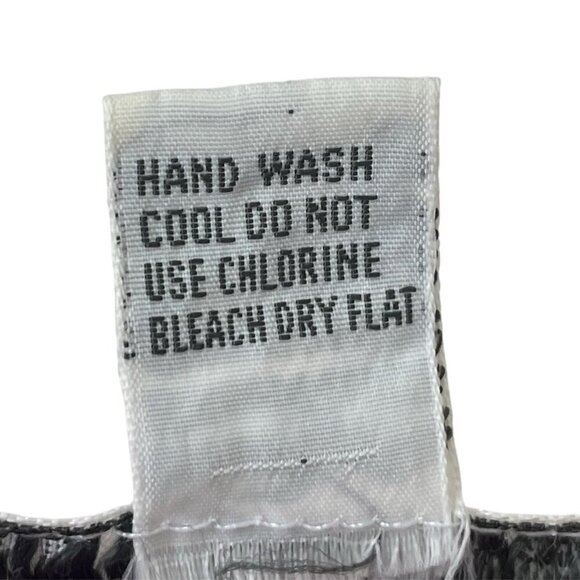 HAND WASH
COOL DO NOT
USE CHLORINE
BLEACH DRY FLAT